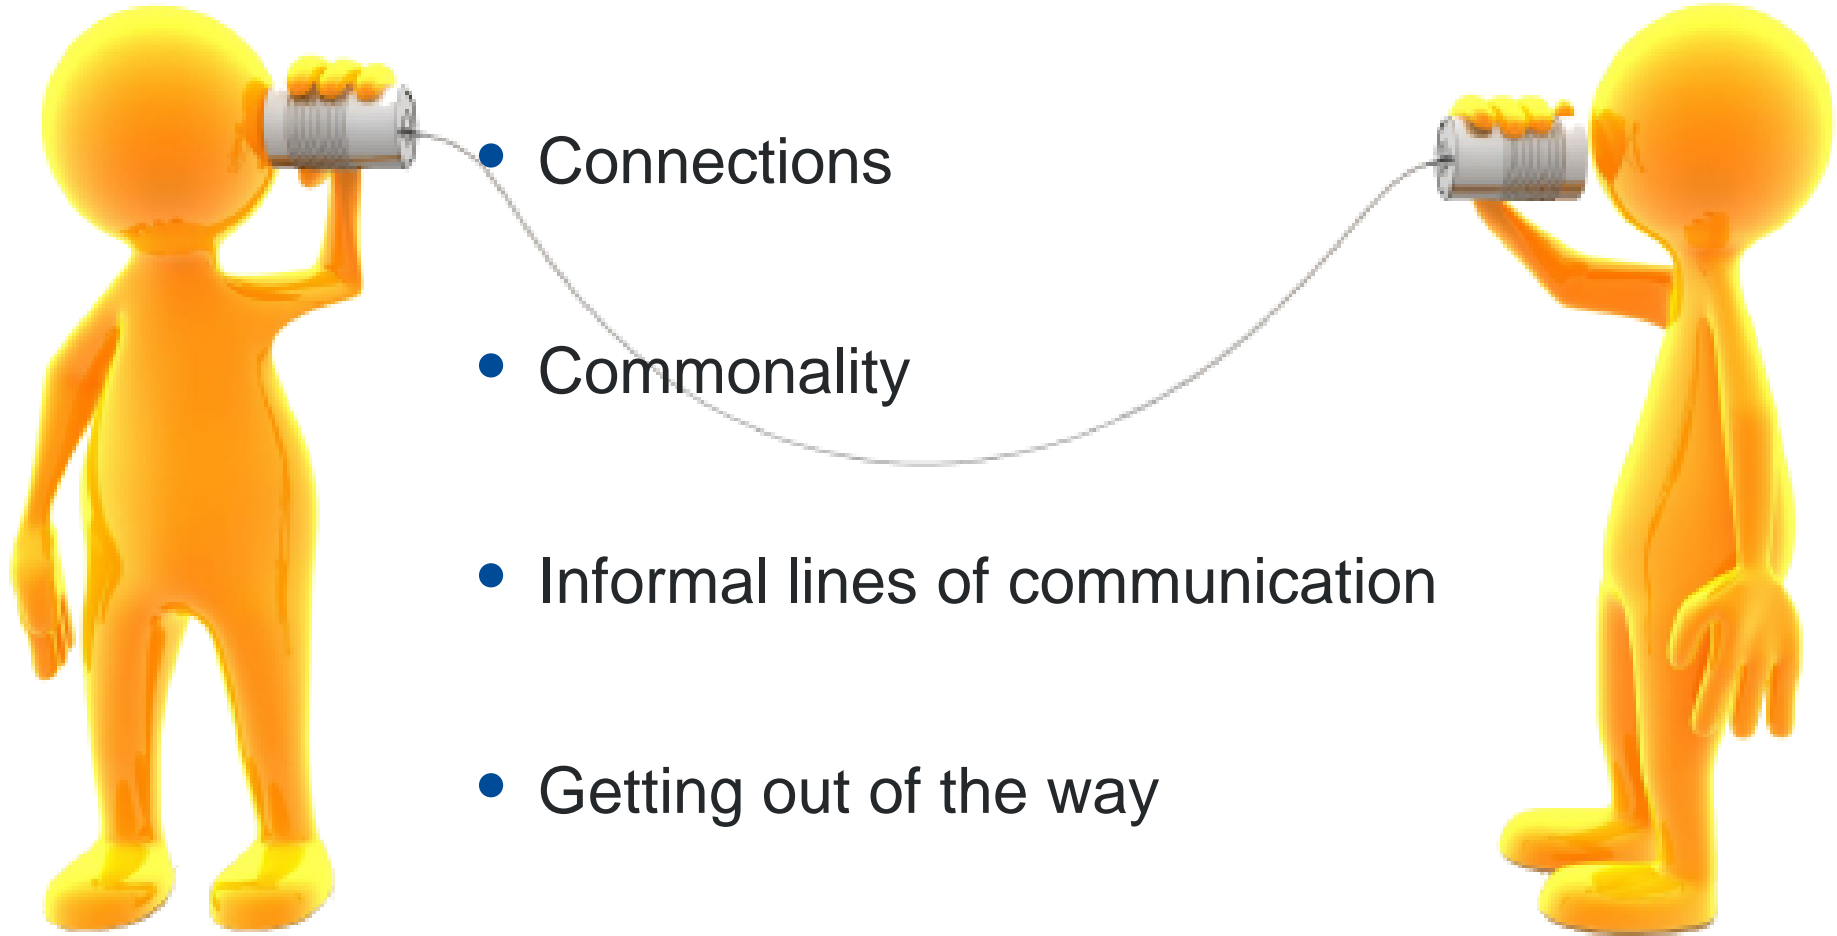 • Connections
• Commonality
• Informal lines of communication
• Getting out of the way